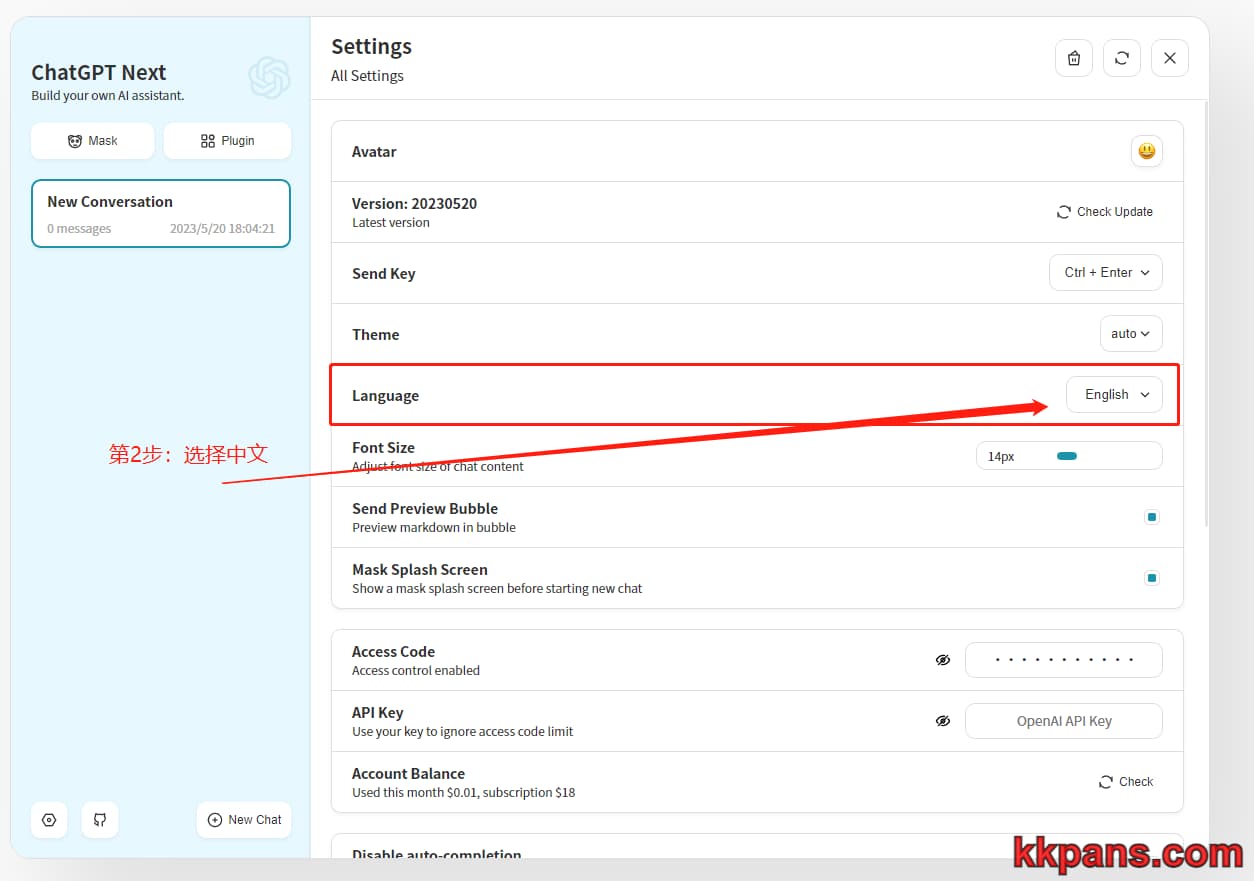 ChatGPT Next
Build your own AI assistant.
Mask
Plugin
New Conversation
0 messages
2023/5/20 18:04:21
第2步：选择中文
New Chat
Settings
All Settings
Avatar
Version: 20230520
Latest version
Check Update
Send Key
Ctrl + Enter
Theme
auto
Language
English
Font Size
Adjust font size of chat content
14px
Send Preview Bubble
Preview markdown in bubble
Mask Splash Screen
Show a mask splash screen before starting new chat
Access Code
Access control enabled
API Key
Use your key to ignore access code limit
OpenAI API Key
Account Balance
Used this month $0.01, subscription $18
Check
Disable auto-completion
kkpans.com